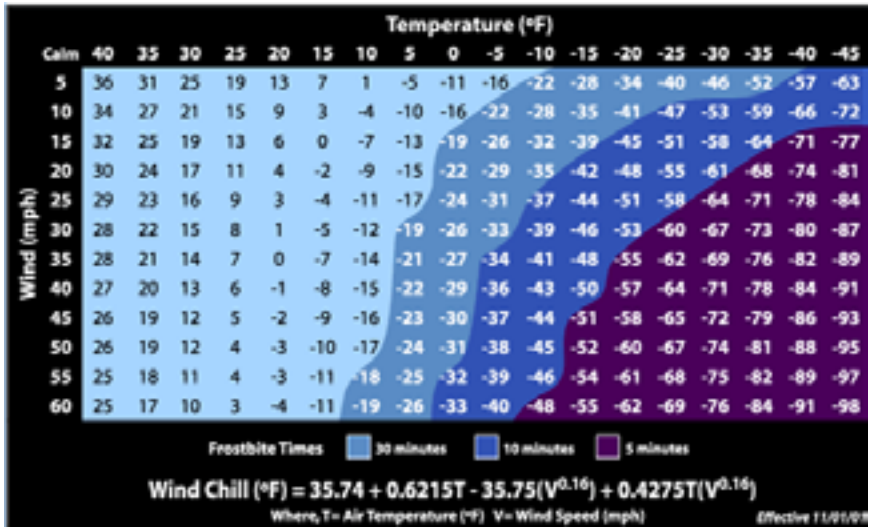 Temperature (ºF)
Calm 40 35 30 25 20 15 10 5 0 -5 -10 -15 -20 -25 -30 -35 -40 -45
5 36 31 25 19 13 7 1 -5 -11 -16 -22 -28 -34 -40 -46 -52 -57 -63
10 34 27 21 15 9 3 -4 -10 -16 -22 -28 -35 -41 -47 -53 -59 -66 -72
15 32 25 19 13 6 0 -7 -13 -19 -26 -32 -39 -45 -51 -58 -64 -71 -77
20 30 24 17 11 4 -2 -9 -15 -22 -29 -35 -42 -48 -55 -61 -68 -74 -81
25 29 23 16 9 3 -4 -11 -17 -24 -31 -37 -44 -51 -58 -64 -71 -78 -84
30 28 22 15 8 1 -5 -12 -19 -26 -33 -39 -46 -53 -60 -67 -73 -80 -87
35 28 21 14 7 0 -7 -14 -21 -27 -34 -41 -48 -55 -62 -69 -76 -82 -89
40 27 20 13 6 -1 -8 -15 -22 -29 -36 -43 -50 -57 -64 -71 -78 -84 -91
45 26 19 12 5 -2 -9 -16 -23 -30 -37 -44 -51 -58 -65 -72 -79 -86 -93
50 26 19 12 4 -3 -10 -17 -24 -31 -38 -45 -52 -60 -67 -74 -81 -88 -95
55 25 18 11 4 -3 -11 -18 -25 -32 -39 -46 -54 -61 -68 -75 -82 -89 -97
60 25 17 10 3 -4 -11 -19 -26 -33 -40 -48 -55 -62 -69 -76 -84 -91 -98
Wind (mph)
Frostbite Times 30 minutes 10 minutes 5 minutes
Wind Chill (ºF) = 35.74 + 0.6215T - 35.75(V^0.16) + 0.4275T(V^0.16)
Where, T= Air Temperature (ºF) V= Wind Speed (mph) Effective 11/01/0